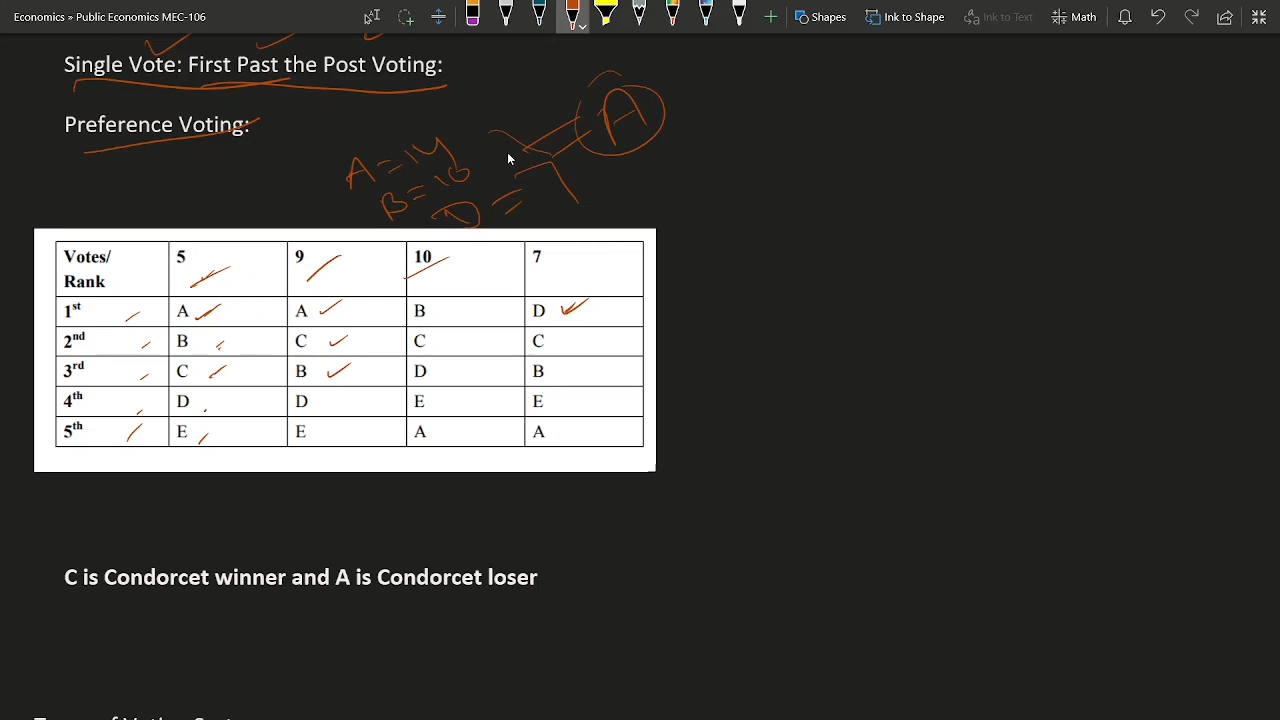 Economics » Public Economics MEC-106
Shapes Ink to Shape Ink to Text Math
Single Vote: First Past the Post Voting:
Preference Voting:
A
A = 14
B = 10
D = 7
Votes/ Rank 5 9 10 7
1st A A B D
2nd B C C C
3rd C B D B
4th D D E E
5th E E A A
C is Condorcet winner and A is Condorcet loser